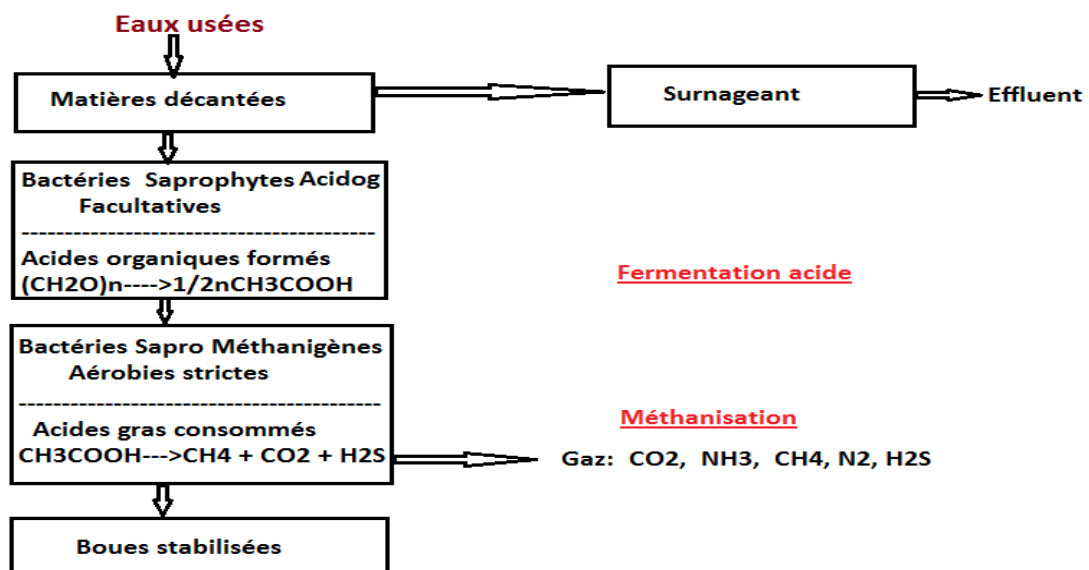 Eaux usées
Matières décantées
Surnageant
Effluent
Bactéries Saprophytes Acidog
Facultatives
-----------------------------------------
Acides organiques formés
(CH2O)n---->1/2nCH3COOH
Fermentation acide
Bactéries Sapro Méthanigènes
Aérobies strictes
------------------------------------------
Acides gras consommés
CH3COOH--->CH4 + CO2 + H2S
Méthanisation
Gaz: CO2, NH3, CH4, N2, H2S
Boues stabilisées